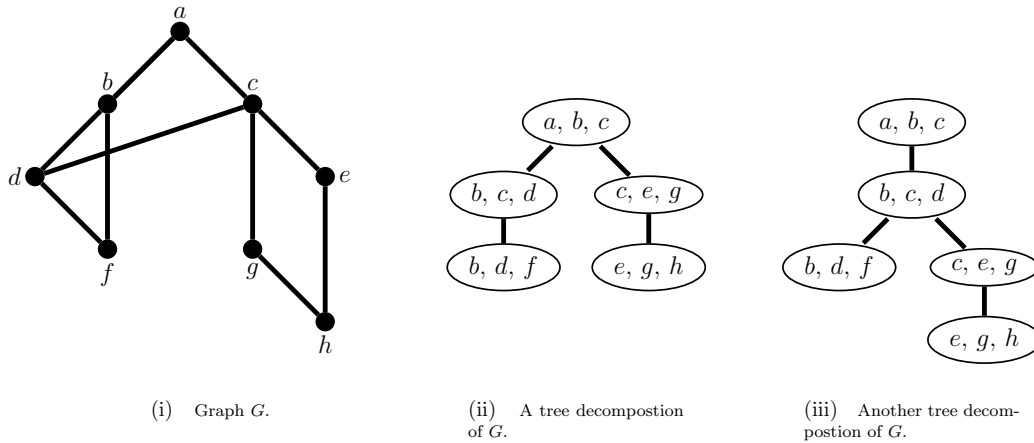 a
b
c
d
e
f
g
h
(i) Graph G.
a, b, c
b, c, d
c, e, g
b, d, f
e, g, h
(ii) A tree decompostion
of G.
a, b, c
b, c, d
b, d, f
c, e, g
e, g, h
(iii) Another tree decom-
postion of G.